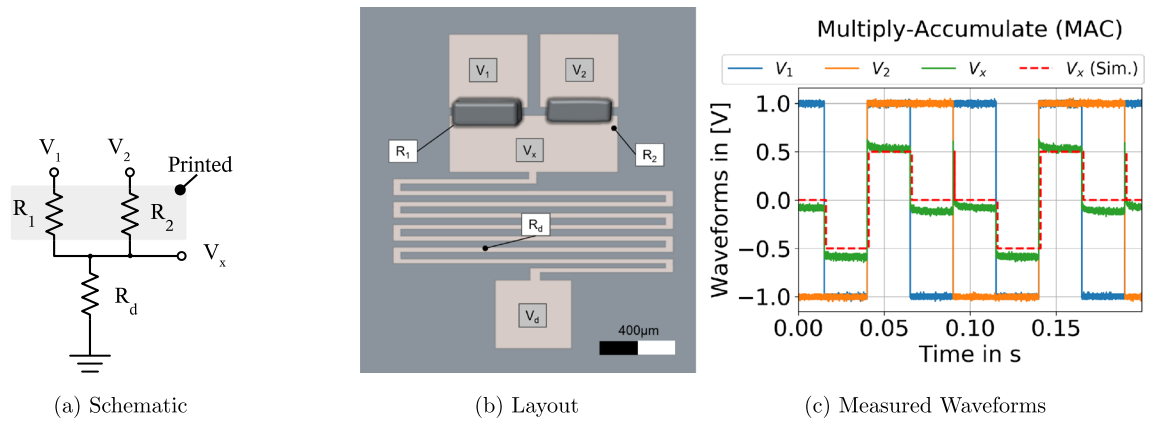 V1
V2
Printed
R1
R2
Vx
Rd
(a) Schematic
V1
V2
R1
Vx
R2
Rd
Vd
400μm
(b) Layout
Multiply-Accumulate (MAC)
V1 V2 Vx Vx (Sim.)
Waveforms in [V]
1.0
0.5
0.0
−0.5
−1.0
0.00 0.05 0.10 0.15
Time in s
(c) Measured Waveforms